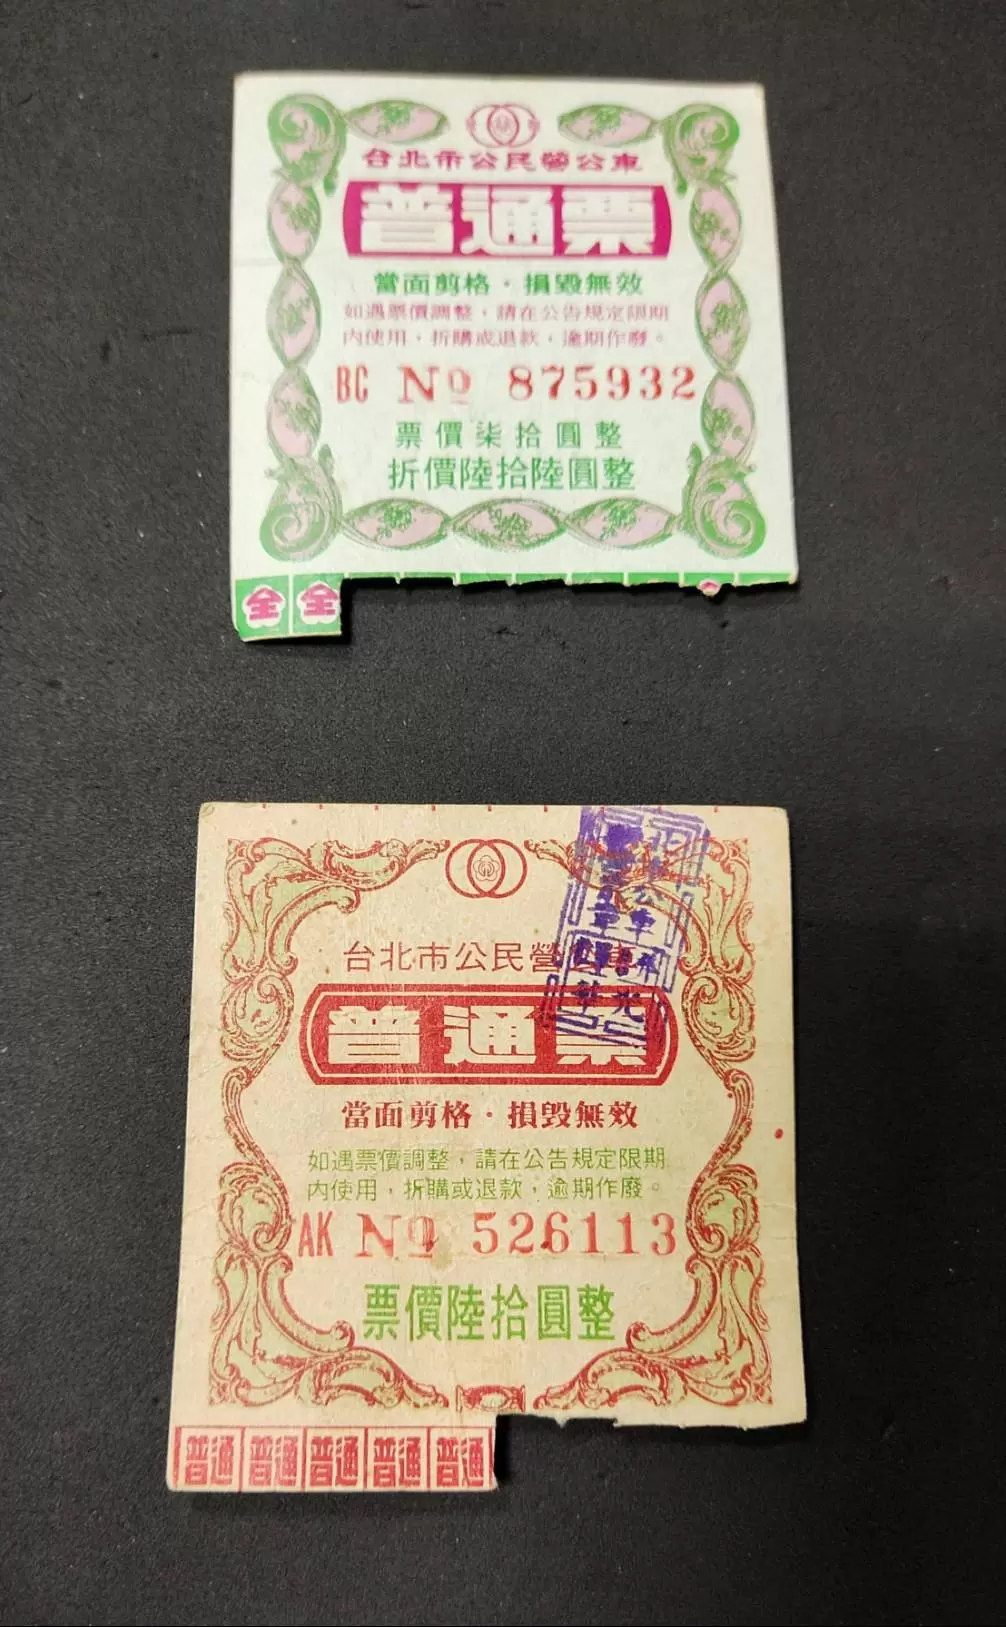 台北市公民營公車
普通票
當面剪格・損毀無效
如遇票價調整，請在公告規定限期
內使用，折購或退款，逾期作廢。
BC No 875932
票價柒拾圓整
折價陸拾陸圓整
全 全
台北市公民營公車
普通票
當面剪格・損毀無效
如遇票價調整，請在公告規定限期
內使用，折購或退款，逾期作廢。
AK No 526113
票價陸拾圓整
普通 普通 普通 普通 普通